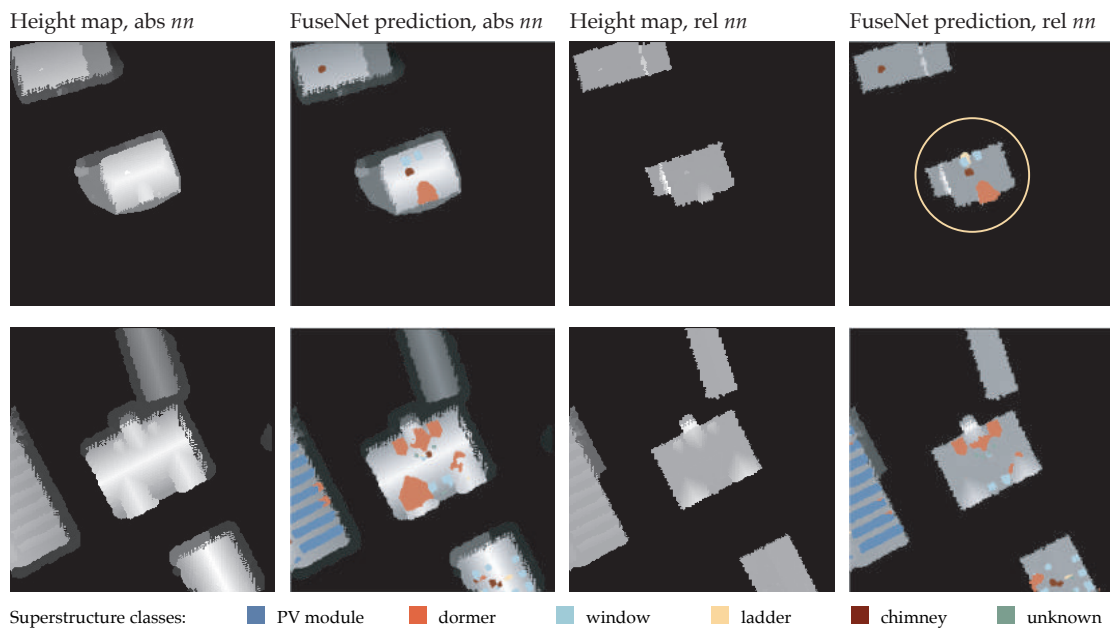 Height map, abs nn
FuseNet prediction, abs nn
Height map, rel nn
FuseNet prediction, rel nn
Superstructure classes: PV module dormer window ladder chimney unknown